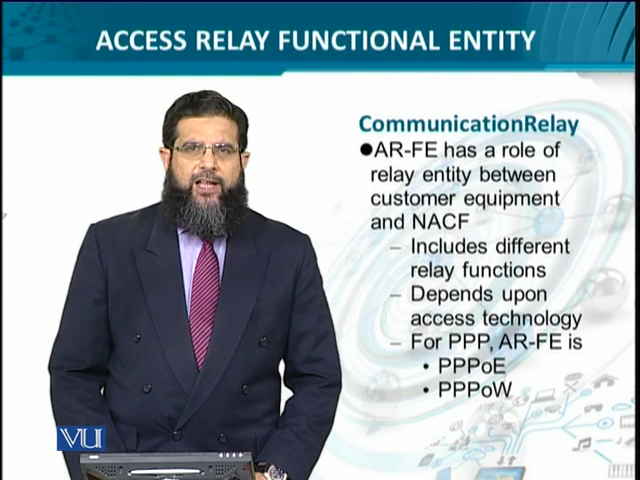 ACCESS RELAY FUNCTIONAL ENTITY
CommunicationRelay
●AR-FE has a role of
relay entity between
customer equipment
and NACF
– Includes different
relay functions
– Depends upon
access technology
– For PPP, AR-FE is
• PPPoE
• PPPoW
VU